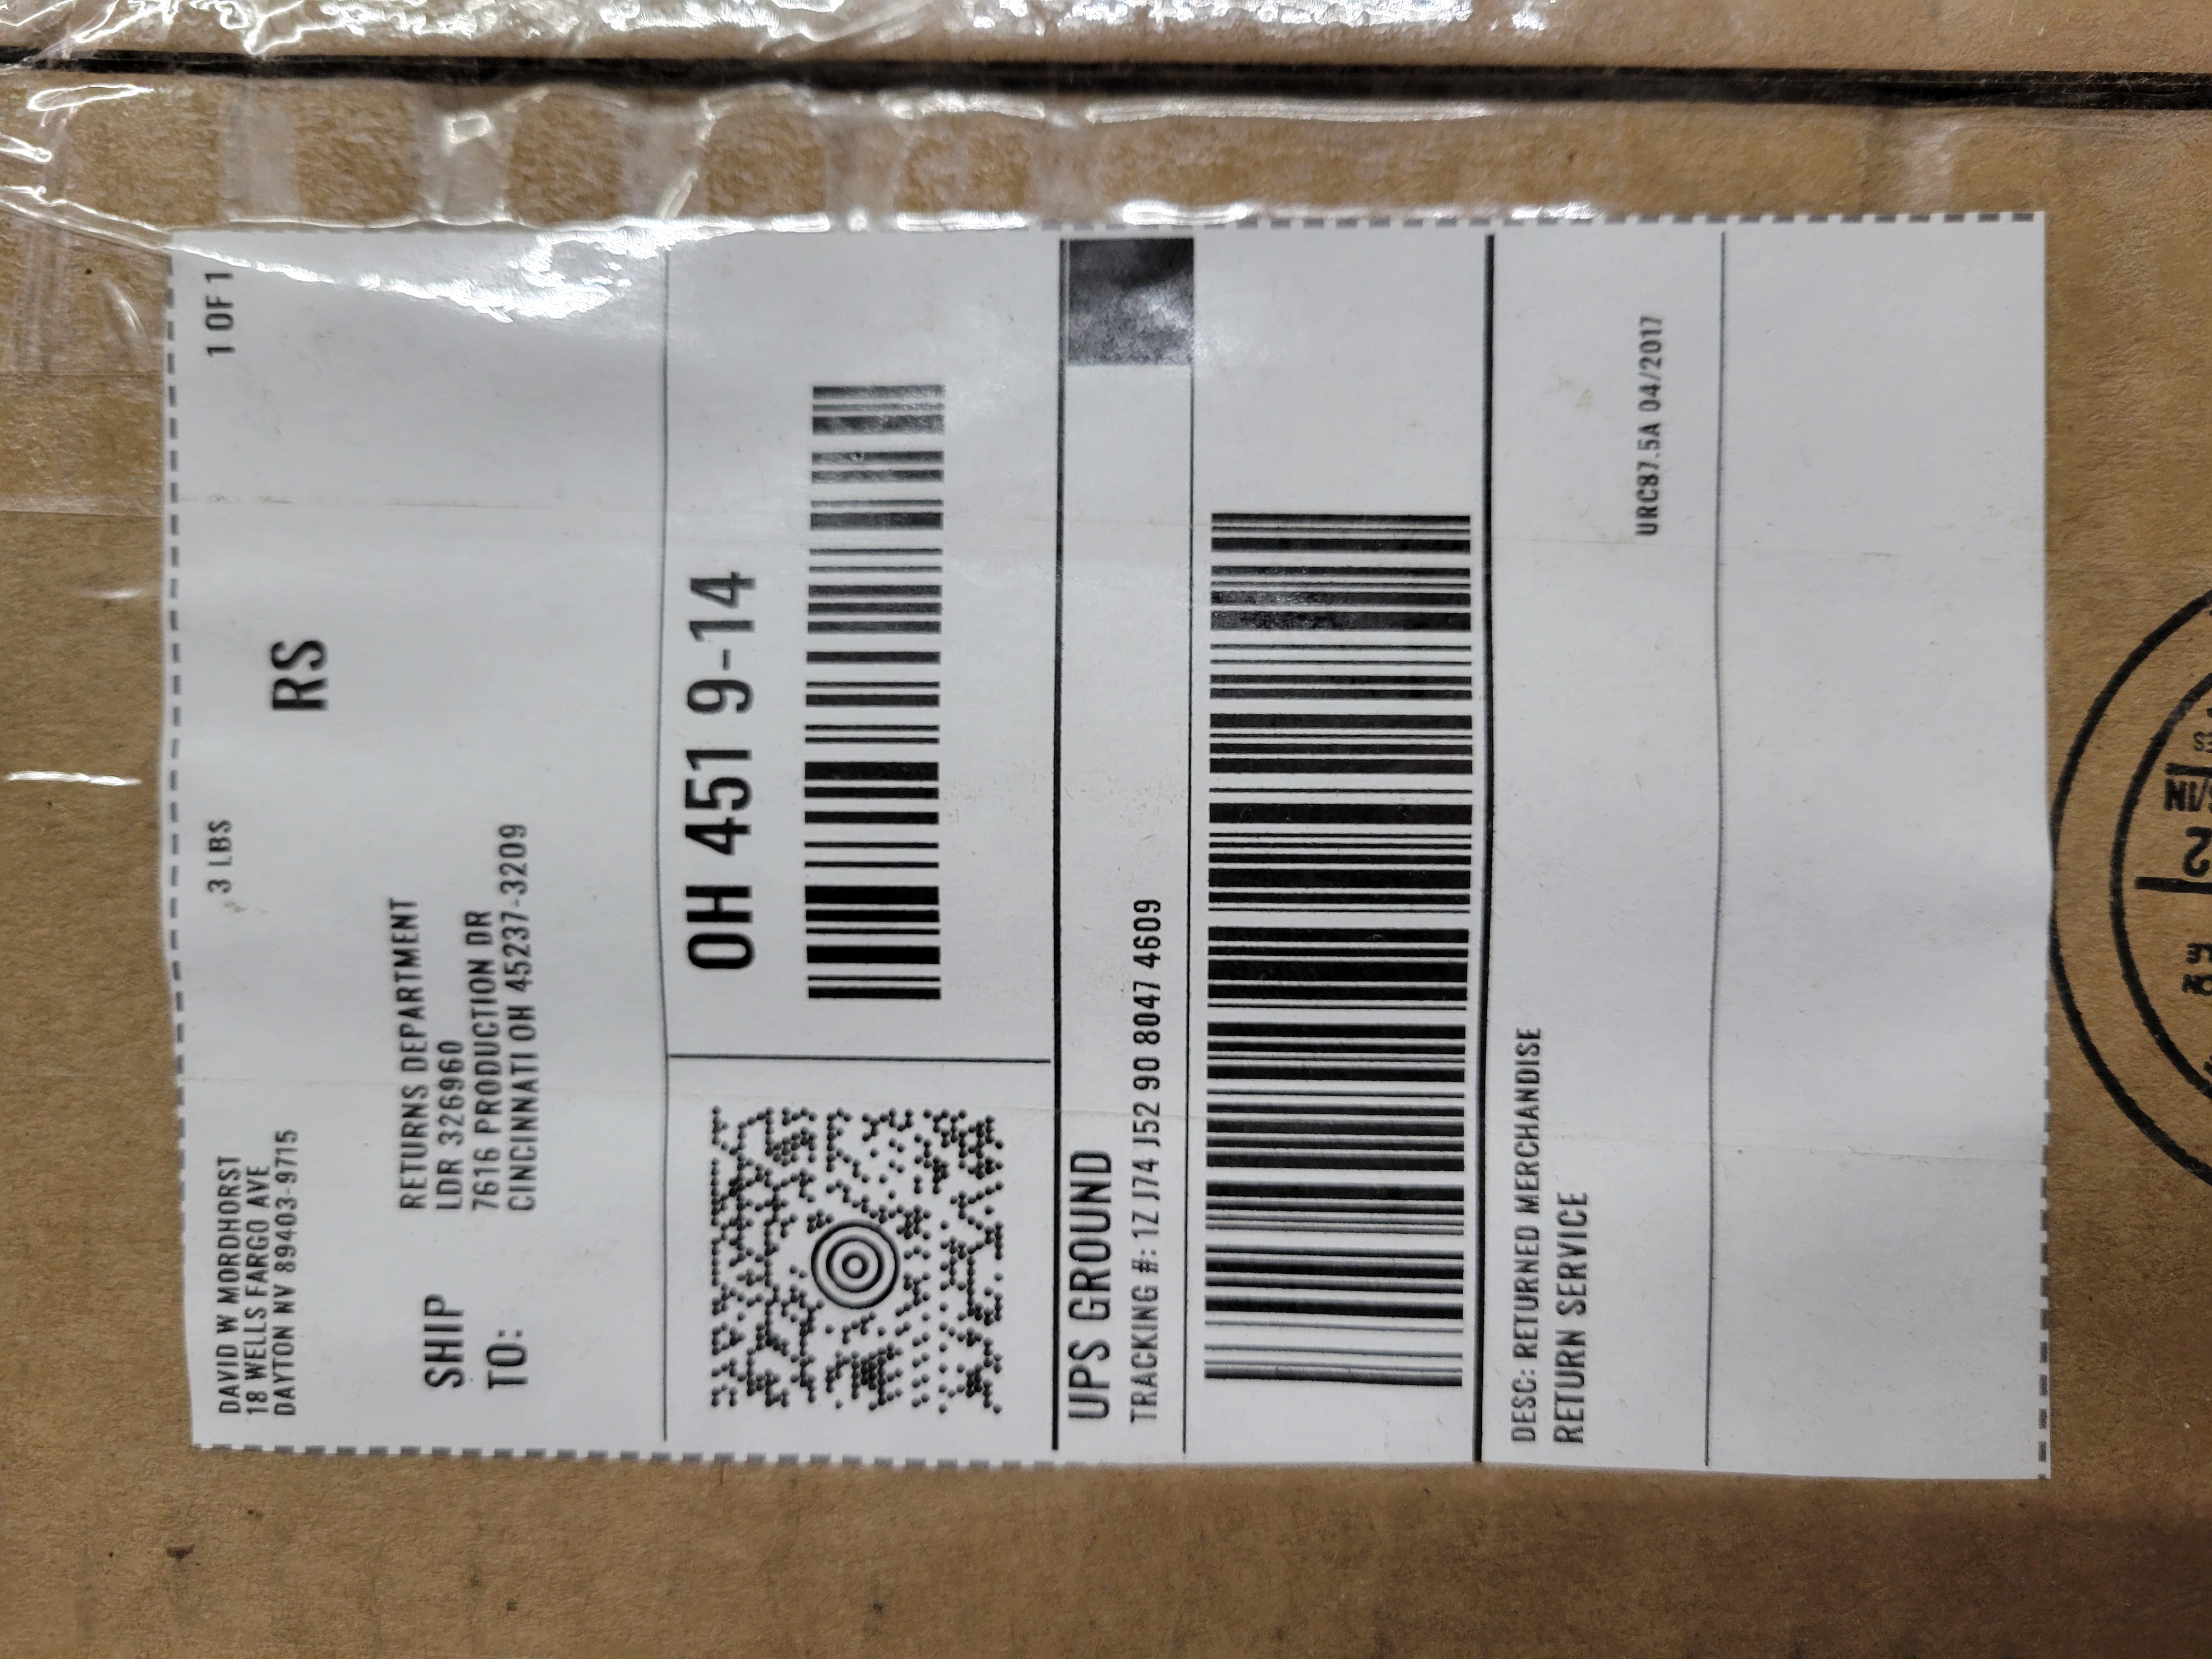 DAVID W MORDHORST
18 WELLS FARGO AVE
DAYTON NV 89403-9715
3 LBS
1 OF 1
RS
SHIP
TO:
RETURNS DEPARTMENT
LDR 326960
7616 PRODUCTION DR
CINCINNATI OH 45237-3209
OH 451 9-14
UPS GROUND
TRACKING #: 1Z J74 J52 90 8047 4609
DESC: RETURNED MERCHANDISE
RETURN SERVICE
URC87.5A 04/2017